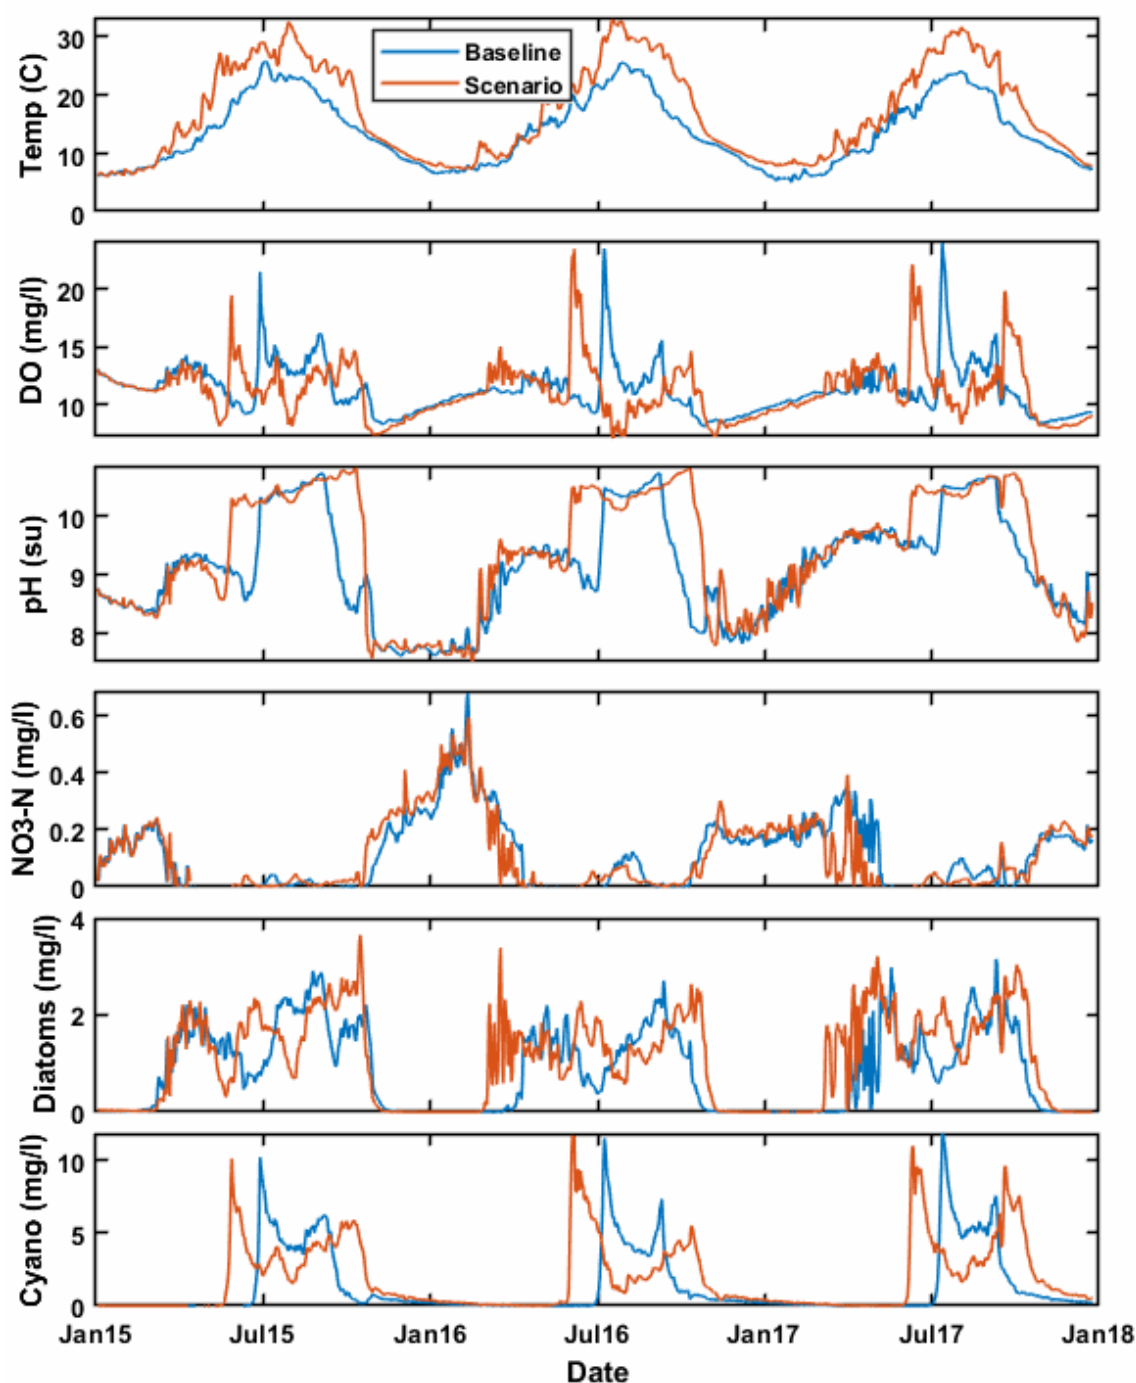 Temp (C)
30
20
10
0
Baseline
Scenario
DO (mg/l)
20
15
10
pH (su)
10
9
8
NO3-N (mg/l)
0.6
0.4
0.2
0
Diatoms (mg/l)
4
2
0
Cyano (mg/l)
10
5
0
Jan15 Jul15 Jan16 Jul16 Jan17 Jul17 Jan18
Date